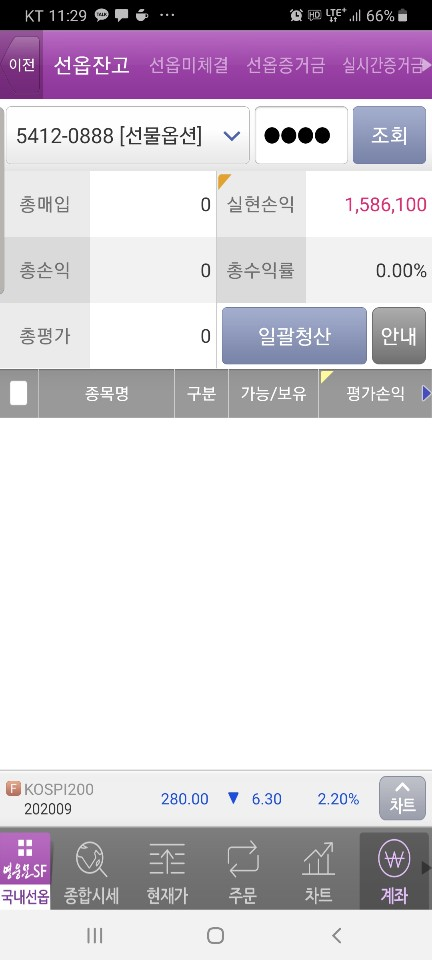 KT 11:29 TALK ... HD LTE+ 66%
이전 선옵잔고 선옵미체결 선옵증거금 실시간증거금
5412-0888 [선물옵션] ●●●● 조회
총매입 0 실현손익 1,586,100
총손익 0 총수익률 0.00%
총평가 0 일괄청산 안내
종목명 구분 가능/보유 평가손익
F KOSPI200
202009 280.00 ▼ 6.30 2.20% 차트
영웅문SF
국내선옵 종합시세 현재가 주문 차트 계좌